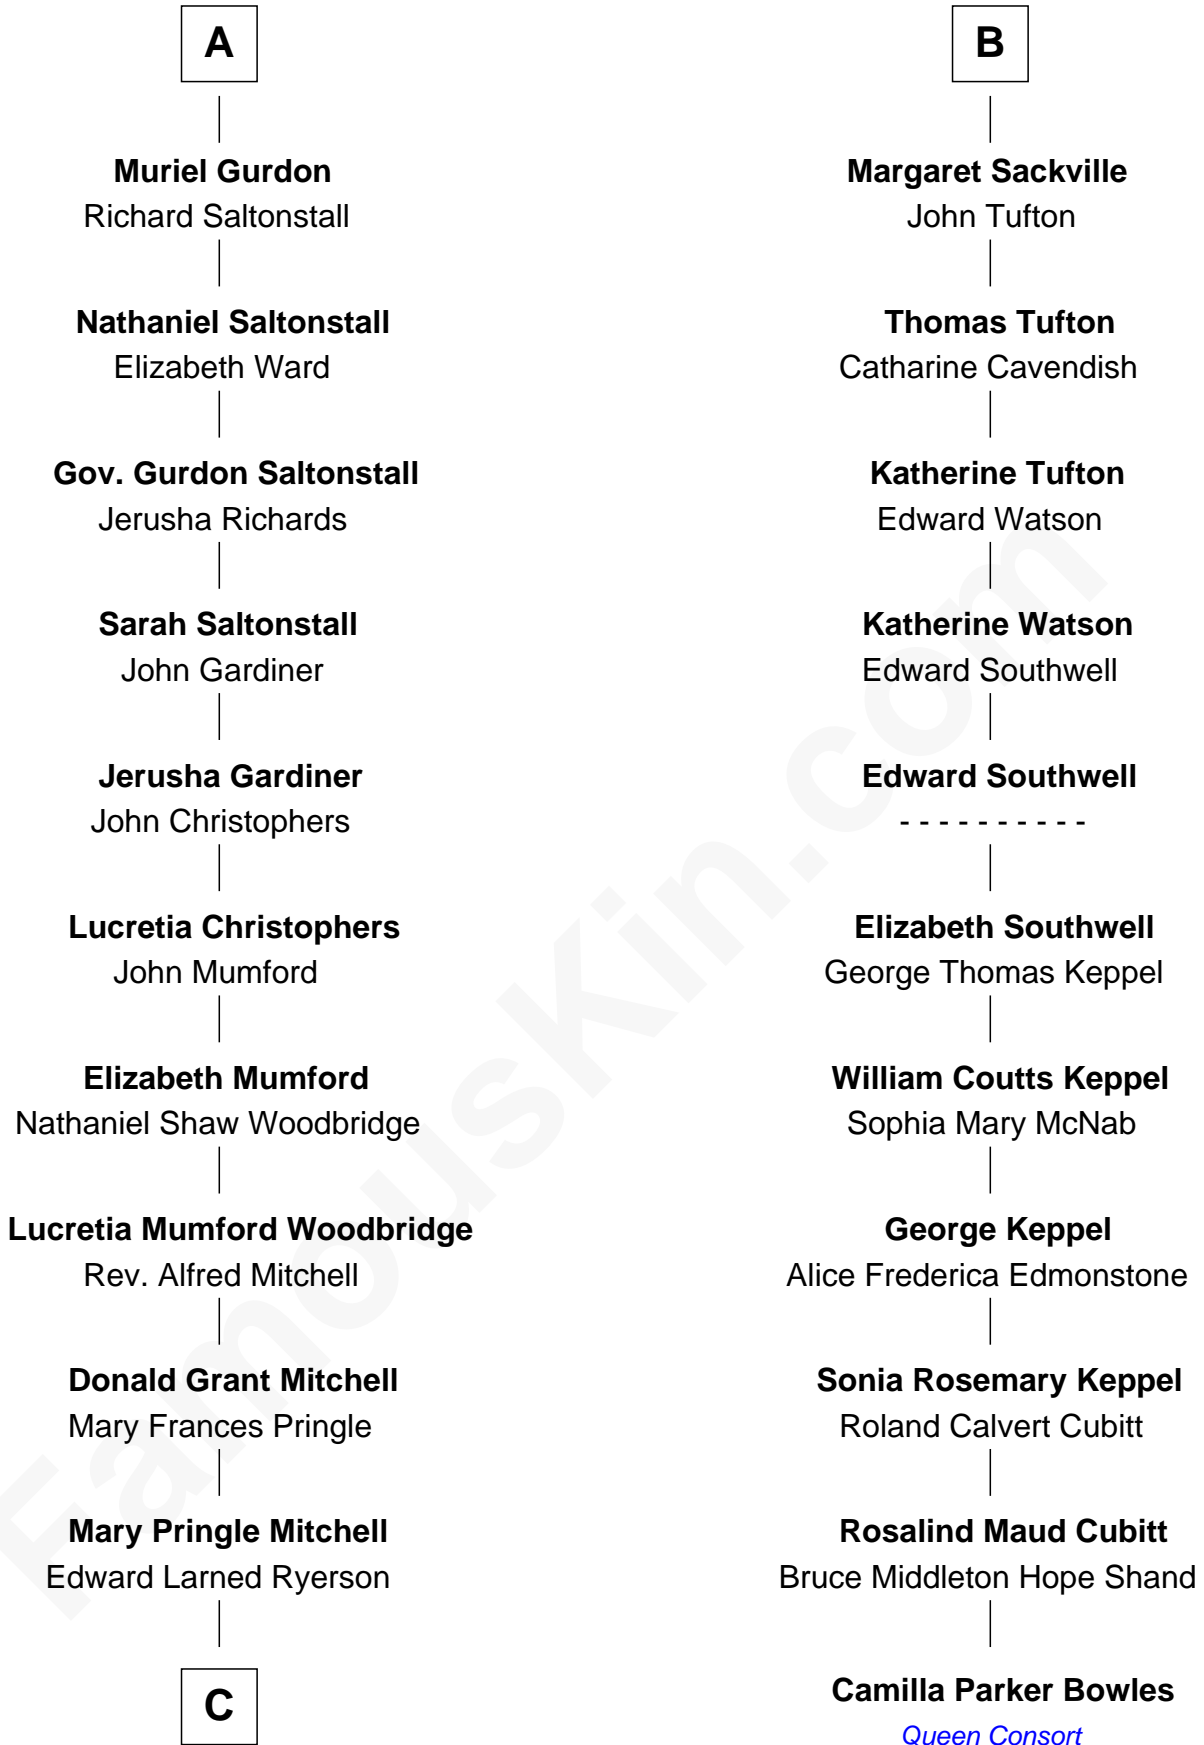 A
Muriel Gurdon
Richard Saltonstall
Nathaniel Saltonstall
Elizabeth Ward
Gov. Gurdon Saltonstall
Jerusha Richards
Sarah Saltonstall
John Gardiner
Jerusha Gardiner
John Christophers
Lucretia Christophers
John Mumford
Elizabeth Mumford
Nathaniel Shaw Woodbridge
Lucretia Mumford Woodbridge
Rev. Alfred Mitchell
Donald Grant Mitchell
Mary Frances Pringle
Mary Pringle Mitchell
Edward Larned Ryerson
C
B
Margaret Sackville
John Tufton
Thomas Tufton
Catharine Cavendish
Katherine Tufton
Edward Watson
Katherine Watson
Edward Southwell
Edward Southwell
- - - - - - - - - -
Elizabeth Southwell
George Thomas Keppel
William Coutts Keppel
Sophia Mary McNab
George Keppel
Alice Frederica Edmonstone
Sonia Rosemary Keppel
Roland Calvert Cubitt
Rosalind Maud Cubitt
Bruce Middleton Hope Shand
Camilla Parker Bowles
Queen Consort
FamousKin.com